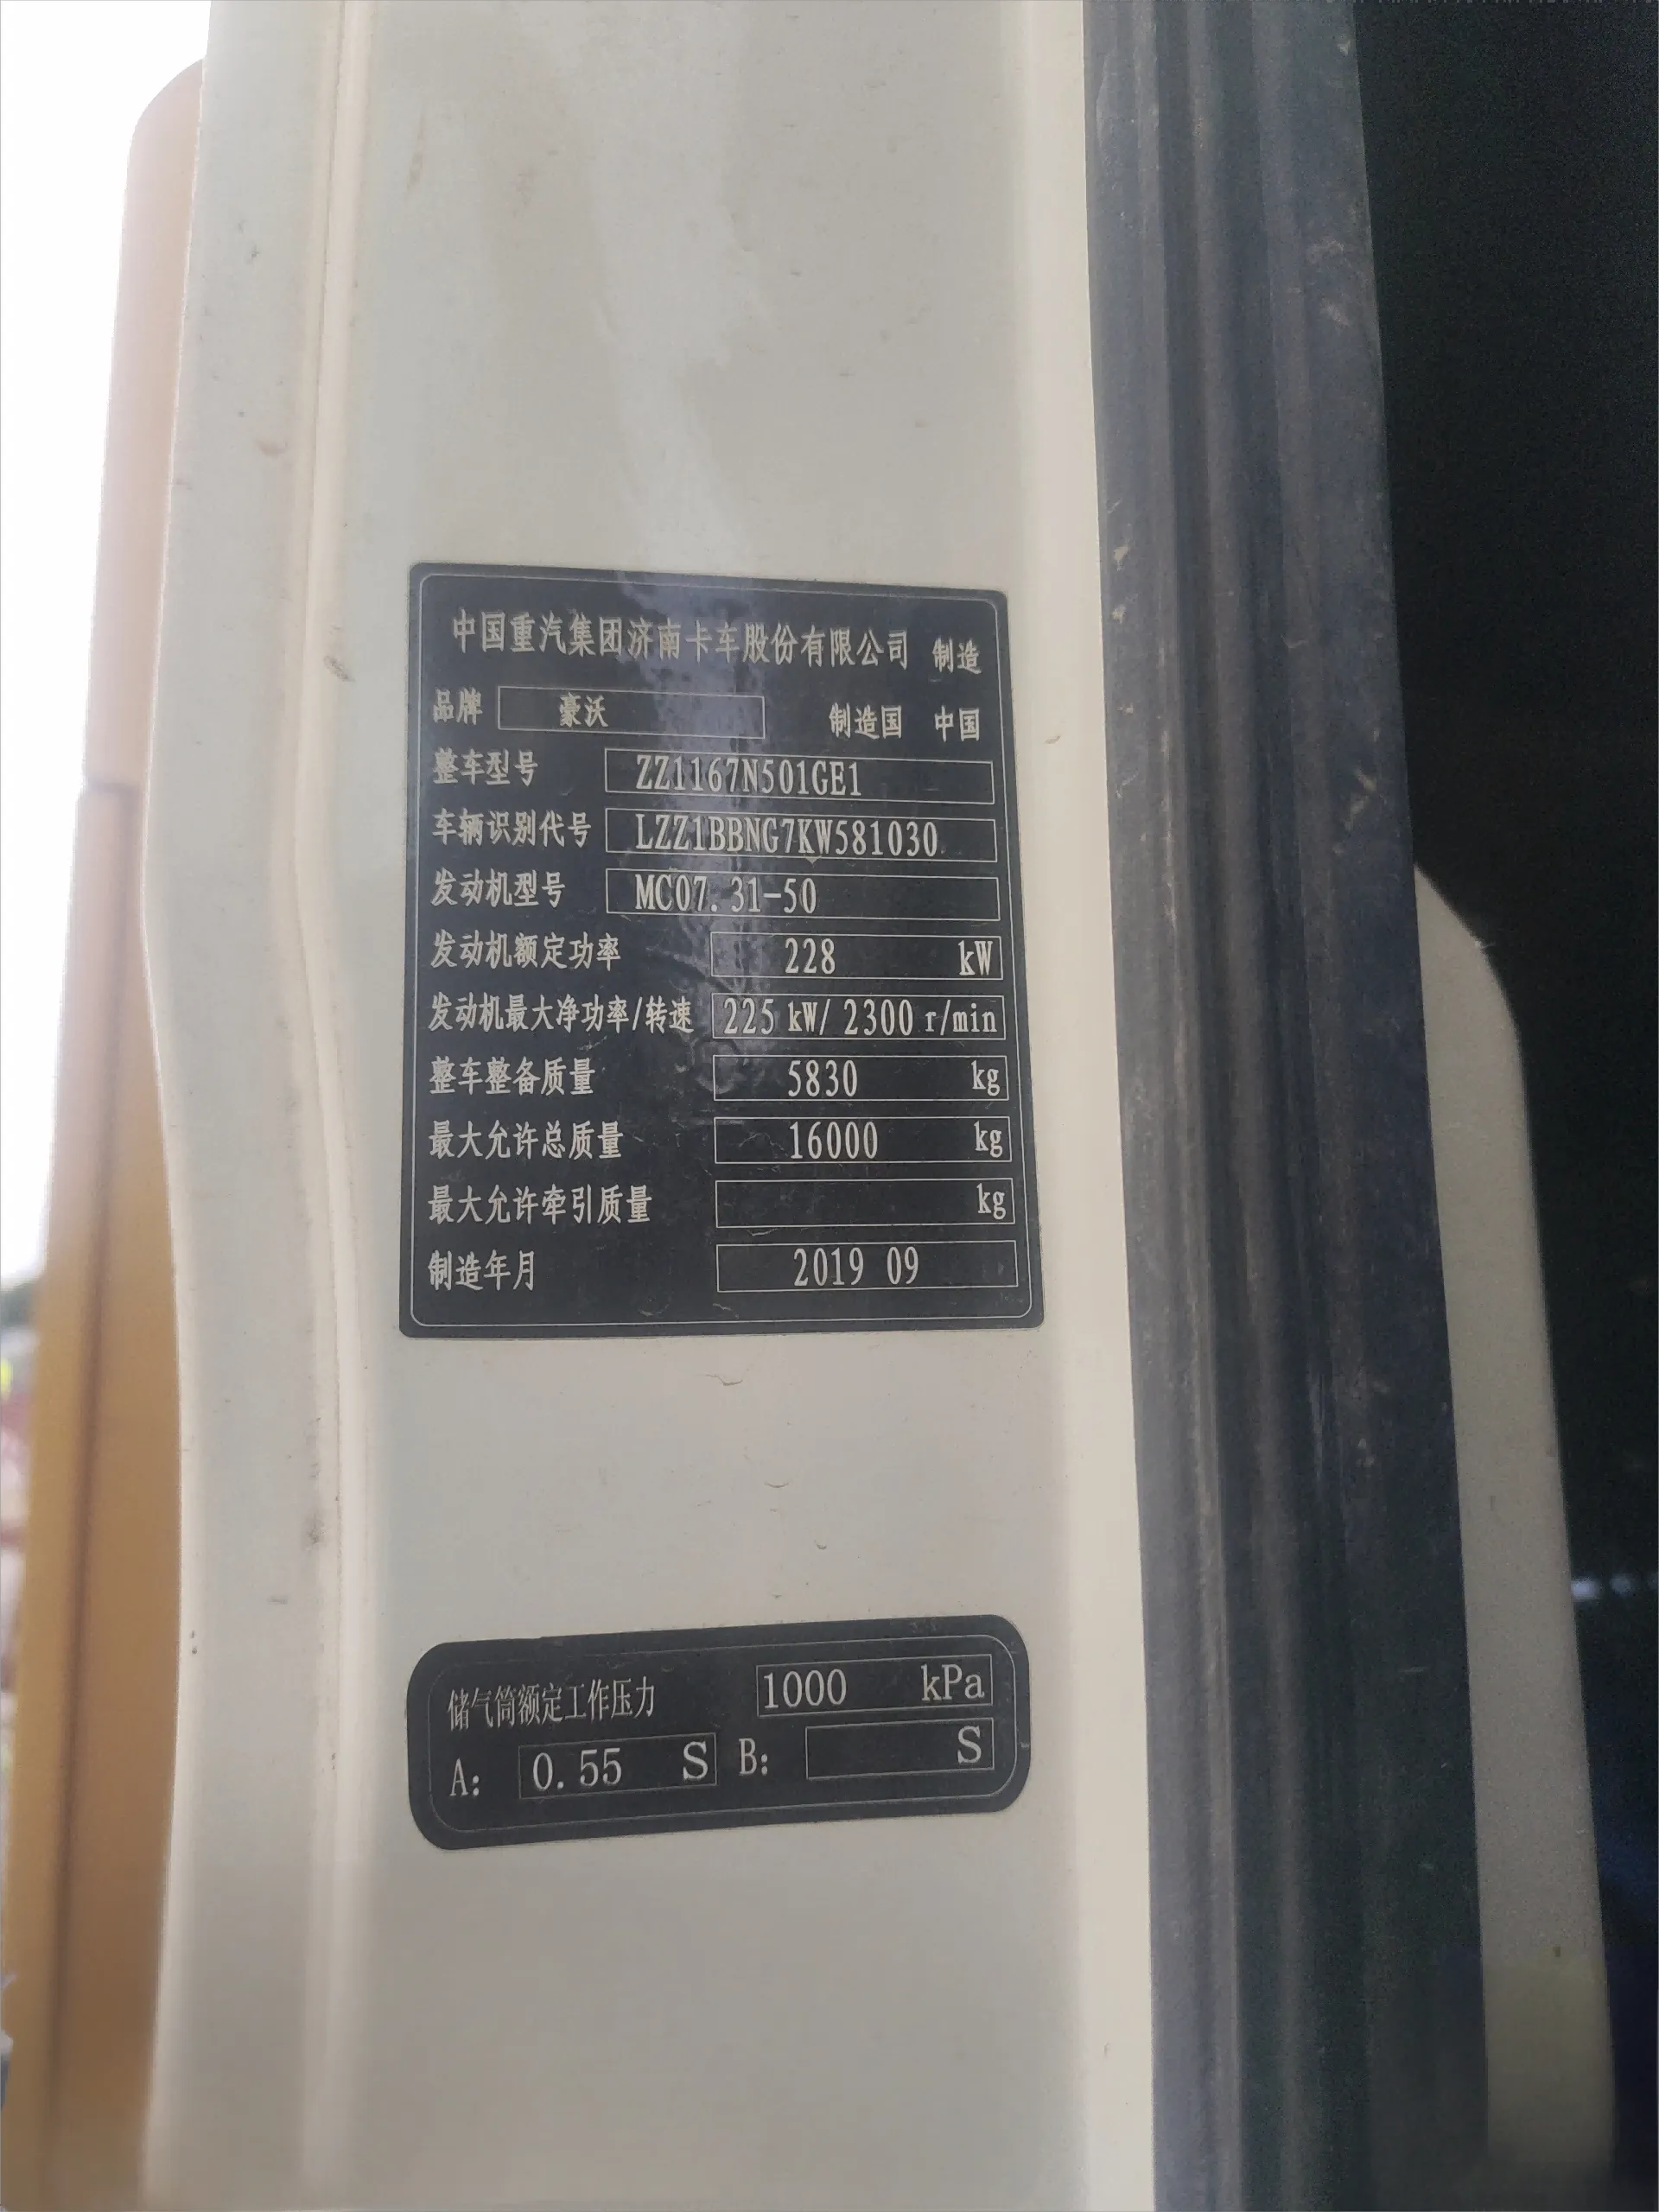 中国重汽集团济南卡车股份有限公司 制造
品牌 豪沃 制造国 中国
整车型号 ZZ1167N501GE1
车辆识别代号 LZZ1BBNG7KW581030
发动机型号 MC07.31-50
发动机额定功率 228 kW
发动机最大净功率/转速 225 kW/ 2300 r/min
整车整备质量 5830 kg
最大允许总质量 16000 kg
最大允许牵引质量 kg
制造年月 2019 09
储气筒额定工作压力 1000 kPa
A: 0.55 S B: S